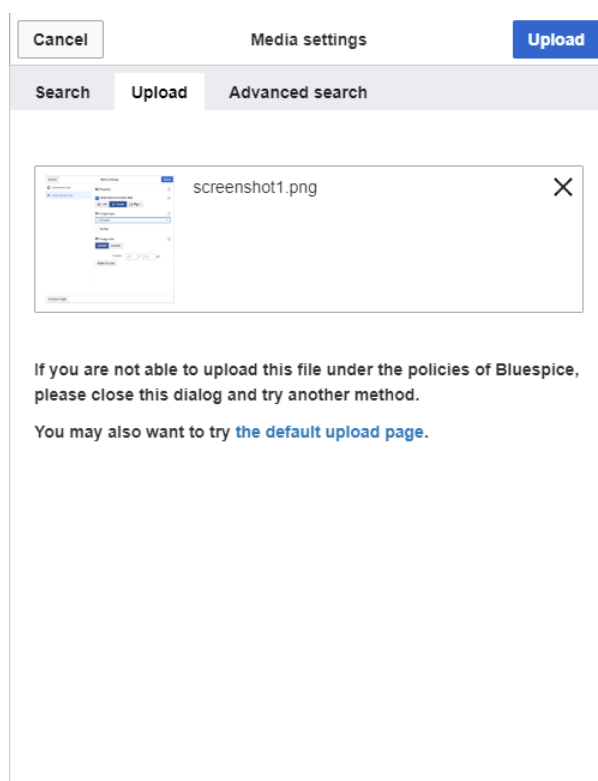 Cancel Media settings Upload
Search Upload Advanced search
screenshot1.png
If you are not able to upload this file under the policies of Bluespice,
please close this dialog and try another method.
You may also want to try the default upload page.